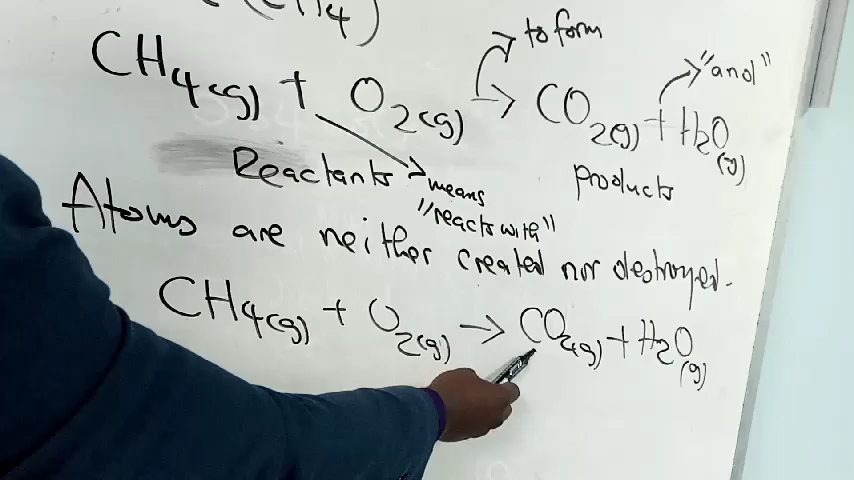 (CH4)
to form
CH4(g) + O2(g) → CO2(g) + H2O(g)
"and"
Reactants
products
means
"reacts with"
Atoms are neither created nor destroyed.
CH4(g) + O2(g) → CO2(g) + H2O(g)